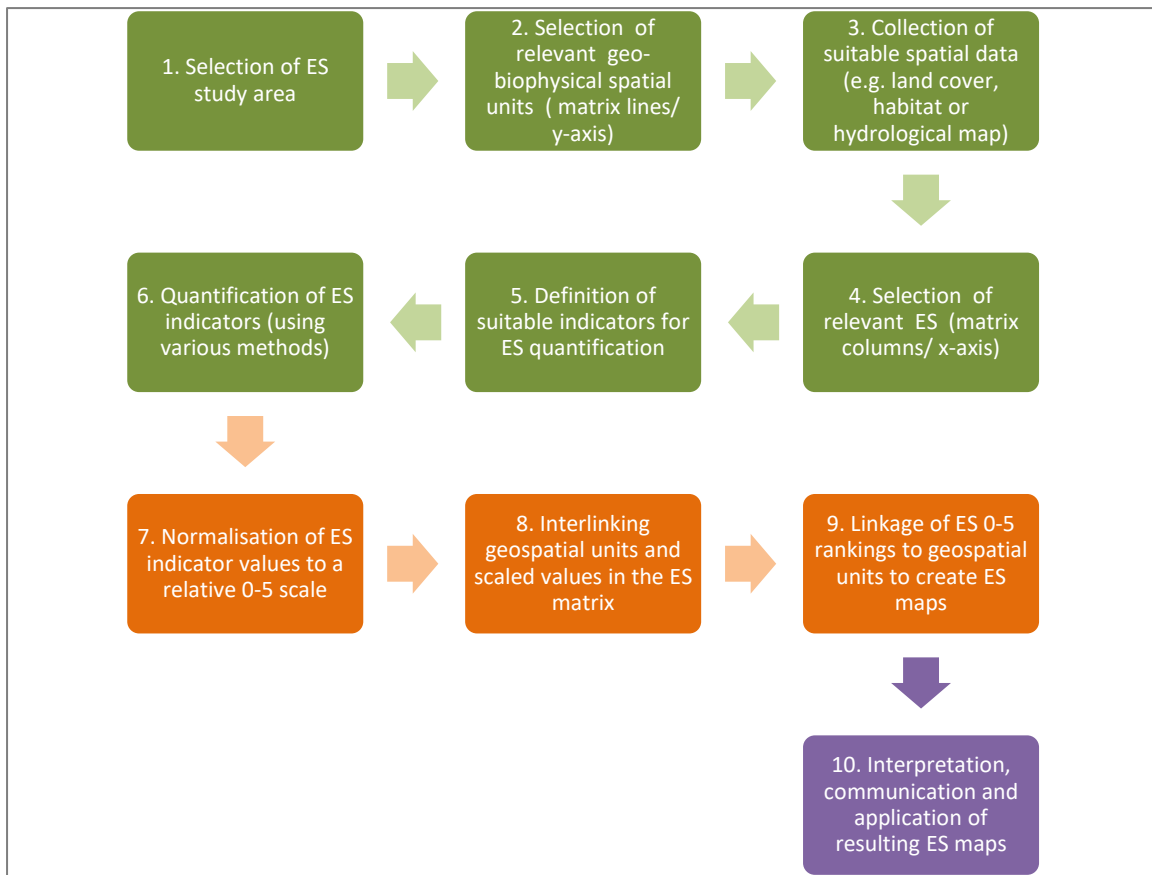 1. Selection of ES
study area
2. Selection of
relevant geo-
biophysical spatial
units ( matrix lines/
y-axis)
3. Collection of
suitable spatial data
(e.g. land cover,
habitat or
hydrological map)
4. Selection of
relevant ES (matrix
columns/ x-axis)
5. Definition of
suitable indicators for
ES quantification
6. Quantification of ES
indicators (using
various methods)
7. Normalisation of ES
indicator values to a
relative 0-5 scale
8. Interlinking
geospatial units and
scaled values in the ES
matrix
9. Linkage of ES 0-5
rankings to geospatial
units to create ES
maps
10. Interpretation,
communication and
application of
resulting ES maps